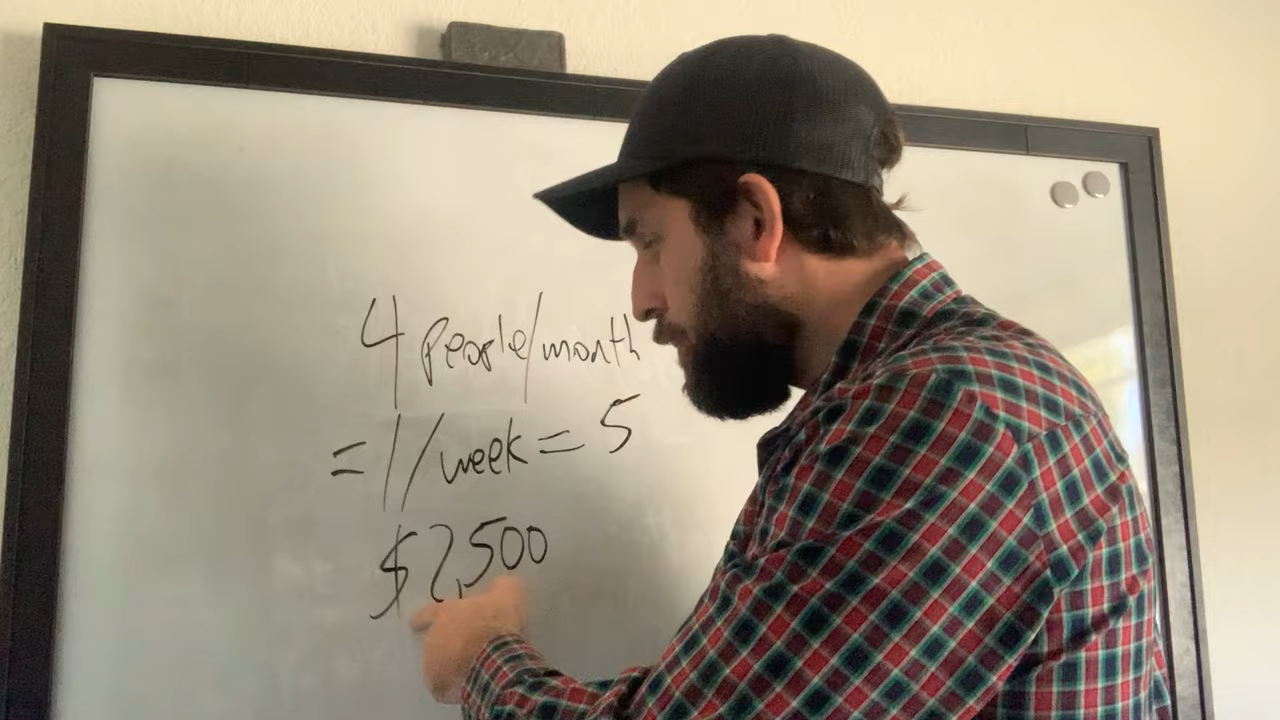 4 People/month
= 1/week = 5
$2,500